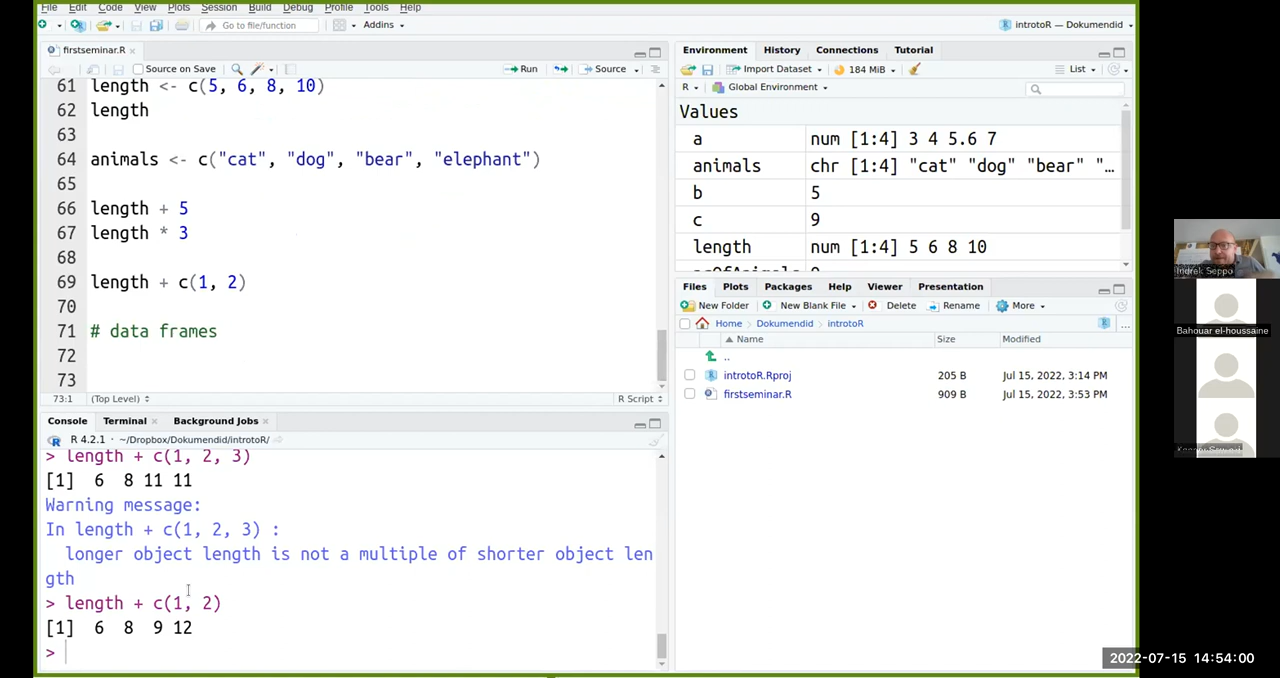 File Edit Code View Plots Session Build Debug Profile Tools Help
Go to file/function Addins introtoR — Dokumendid
firstseminar.R
Source on Save Run Source
61 length <- c(5, 6, 8, 10)
62 length
63
64 animals <- c("cat", "dog", "bear", "elephant")
65
66 length + 5
67 length * 3
68
69 length + c(1, 2)
70
71 # data frames
72
73
73:1 (Top Level) R Script
Console Terminal Background Jobs
R 4.2.1 · ~/Dropbox/Dokumendid/introtoR/
> length + c(1, 2, 3)
[1] 6 8 11 11
Warning message:
In length + c(1, 2, 3) :
longer object length is not a multiple of shorter object len
gth
> length + c(1, 2)
[1] 6 8 9 12
>
Environment History Connections Tutorial
Import Dataset 184 MiB List
R Global Environment
Values
a num [1:4] 3 4 5.6 7
animals chr [1:4] "cat" "dog" "bear" "…
b 5
c 9
length num [1:4] 5 6 8 10
Files Plots Packages Help Viewer Presentation
New Folder New Blank File Delete Rename More
Home Dokumendid introtoR
Name Size Modified
..
introtoR.Rproj 205 B Jul 15, 2022, 3:14 PM
firstseminar.R 909 B Jul 15, 2022, 3:53 PM
Indrek Seppo
Bahouar el-houssaine
2022-07-15 14:54:00